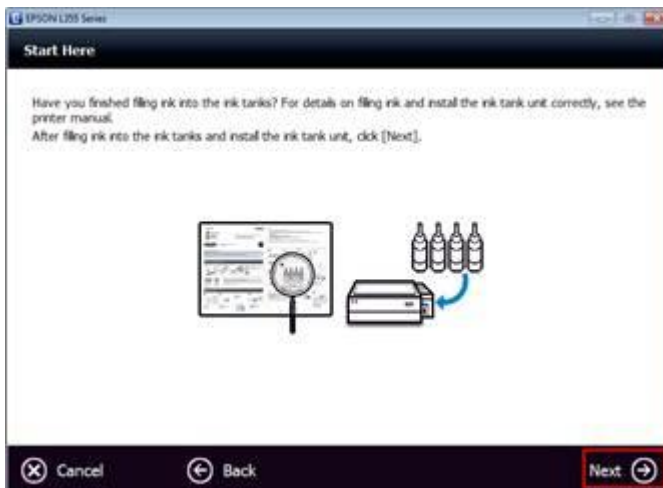 EPSON L355 Series
Start Here
Have you finished filling ink into the ink tanks? For details on filling ink and install the ink tank unit correctly, see the
printer manual.
After filling ink into the ink tanks and install the ink tank unit, click [Next].
Cancel
Back
Next